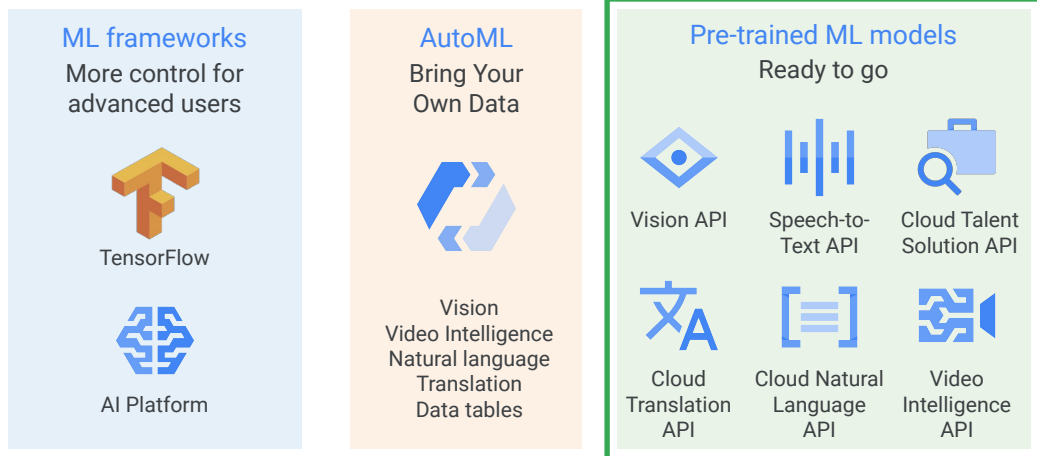 ML frameworks
More control for
advanced users
TensorFlow
AI Platform
AutoML
Bring Your
Own Data
Vision
Video Intelligence
Natural language
Translation
Data tables
Pre-trained ML models
Ready to go
Vision API
Speech-to-
Text API
Cloud Talent
Solution API
Cloud
Translation
API
Cloud Natural
Language
API
Video
Intelligence
API